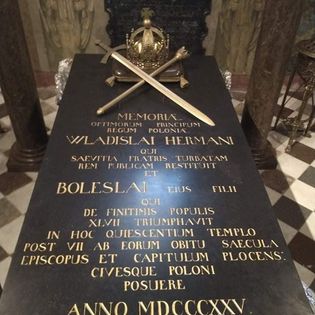 MEMORIAE
OPTIMORUM PRINCIPUM
REGUM POLONIA
WLADISLAI HERMANI
QUI
SAEVITIA FRATRIS TURBATAM
REM PUBLICAM RESTITUIT
ET
BOLESLAI EJUS FILII
QUI
DE FINITIMIS POPULIS
XLVII TRIUMPHAVIT
IN HOC QUIESCENTIUM TEMPLO
POST VII AB EORUM OBITU SAECULA
EPISCOPUS ET CAPITULUM PLOCENS:
CIVESQUE POLONI
POSUERE
ANNO MDCCCXXV.